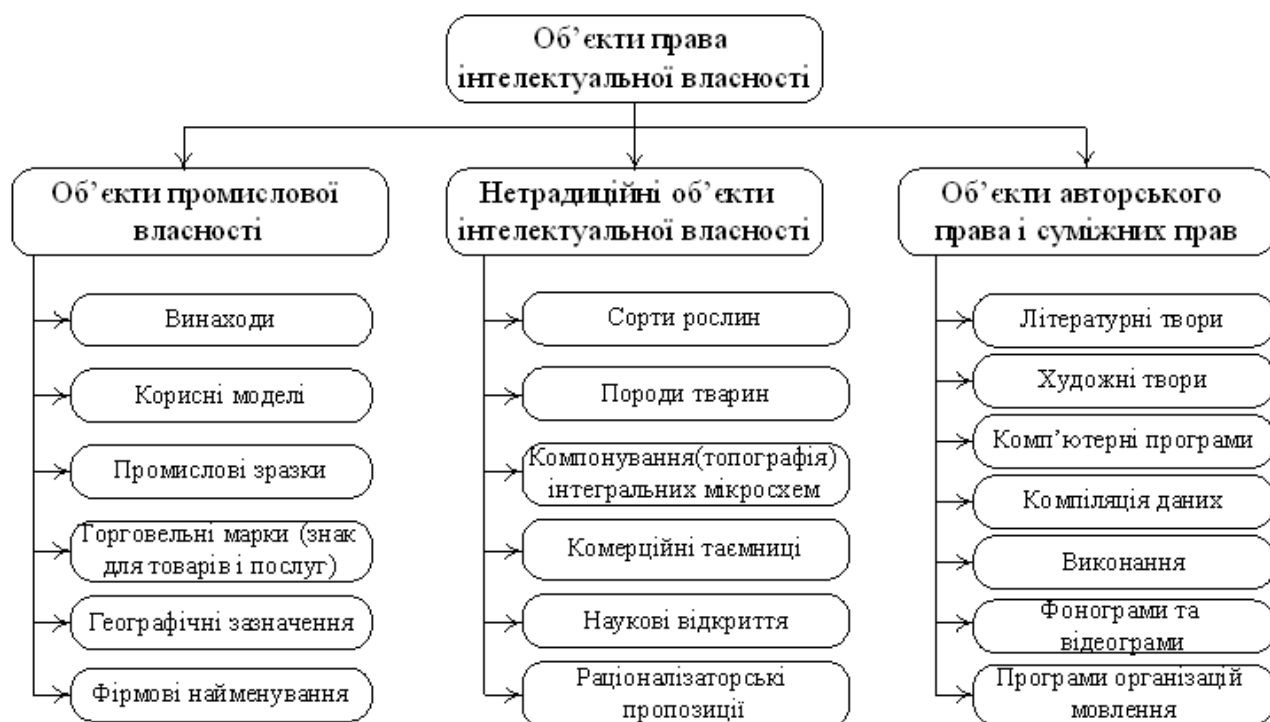 Об’єкти права
інтелектуальної власності
Об’єкти промислової
власності
Винаходи
Корисні моделі
Промислові зразки
Торговельні марки (знак
для товарів і послуг)
Географічні зазначення
Фірмові найменування
Нетрадиційні об’єкти
інтелектуальної власності
Сорти рослин
Породи тварин
Компонування(топографія)
інтегральних мікросхем
Комерційні таємниці
Наукові відкриття
Раціоналізаторські
пропозиції
Об’єкти авторського
права і суміжних прав
Літературні твори
Художні твори
Комп’ютерні програми
Компіляція даних
Виконання
Фонограми та
відеограми
Програми організацій
мовлення